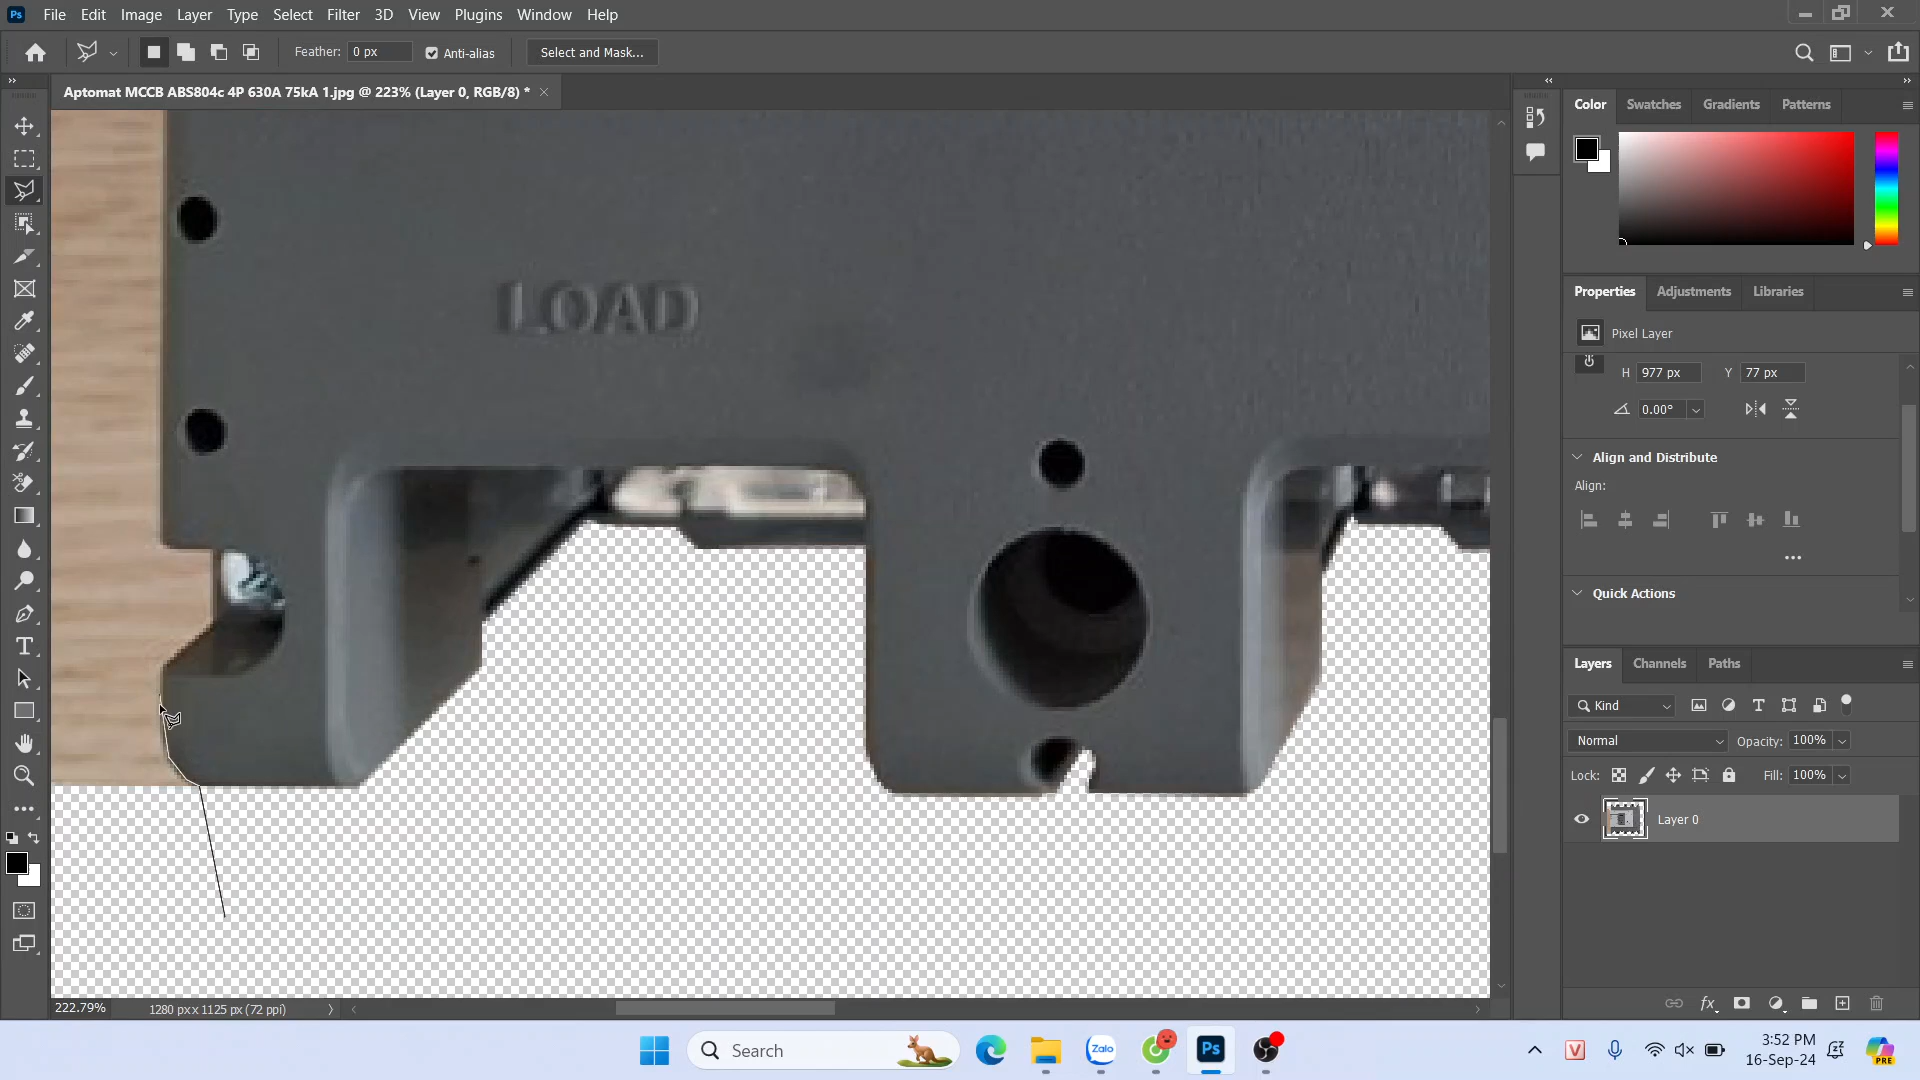 File Edit Image Layer Type Select Filter 3D View Plugins Window Help
Feather: 0 px Anti-alias Select and Mask...
Aptomat MCCB ABS804c 4P 630A 75kA 1.jpg @ 223% (Layer 0, RGB/8) *
Color Swatches Gradients Patterns
LOAD
Properties Adjustments Libraries
Pixel Layer
H 977 px Y 77 px
0.00°
Align and Distribute
Align:
Quick Actions
Layers Channels Paths
Kind
Normal Opacity: 100%
Lock: Fill: 100%
Layer 0
222.79% 1280 px x 1125 px (72 ppi)
Search
Zalo
Ps
V
PRE
3:52 PM
16-Sep-24